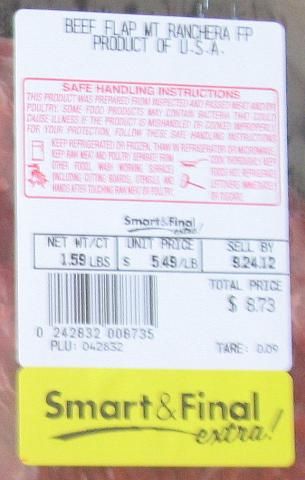 BEEF FLAP MT RANCHERA FP
PRODUCT OF U.S.A.
SAFE HANDLING INSTRUCTIONS
THIS PRODUCT WAS PREPARED FROM INSPECTED AND PASSED MEAT AND/OR
POULTRY. SOME FOOD PRODUCTS MAY CONTAIN BACTERIA THAT COULD
CAUSE ILLNESS IF THE PRODUCT IS MISHANDLED OR COOKED IMPROPERLY.
FOR YOUR PROTECTION, FOLLOW THESE SAFE HANDLING INSTRUCTIONS.
KEEP REFRIGERATED OR FROZEN. THAW IN REFRIGERATOR OR MICROWAVE.
KEEP RAW MEAT AND POULTRY SEPARATE FROM
OTHER FOOD. WASH WORKING SURFACES
INCLUDING CUTTING BOARDS, UTENSILS, AND
HANDS AFTER TOUCHING RAW MEAT OR POULTRY.
COOK THOROUGHLY. KEEP
FOODS HOT. REFRIGERATE
LEFTOVERS IMMEDIATELY
OR DISCARD.
Smart&Final
extra!
NET WT/CT UNIT PRICE SELL BY
1.59 LBS $ 5.49/LB 9.24.12
TOTAL PRICE
$ 8.73
0 242832 008735
PLU: 042832 TARE: 0.09
Smart&Final
extra!